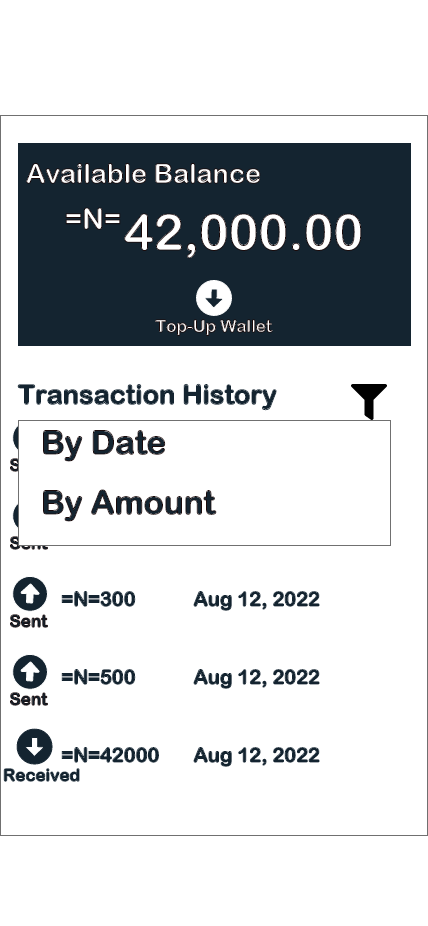 Available Balance
=N=42,000.00
Top-Up Wallet
Transaction History
By Date
By Amount
Sent
=N=300 Aug 12, 2022
Sent
=N=500 Aug 12, 2022
Sent
=N=42000 Aug 12, 2022
Received